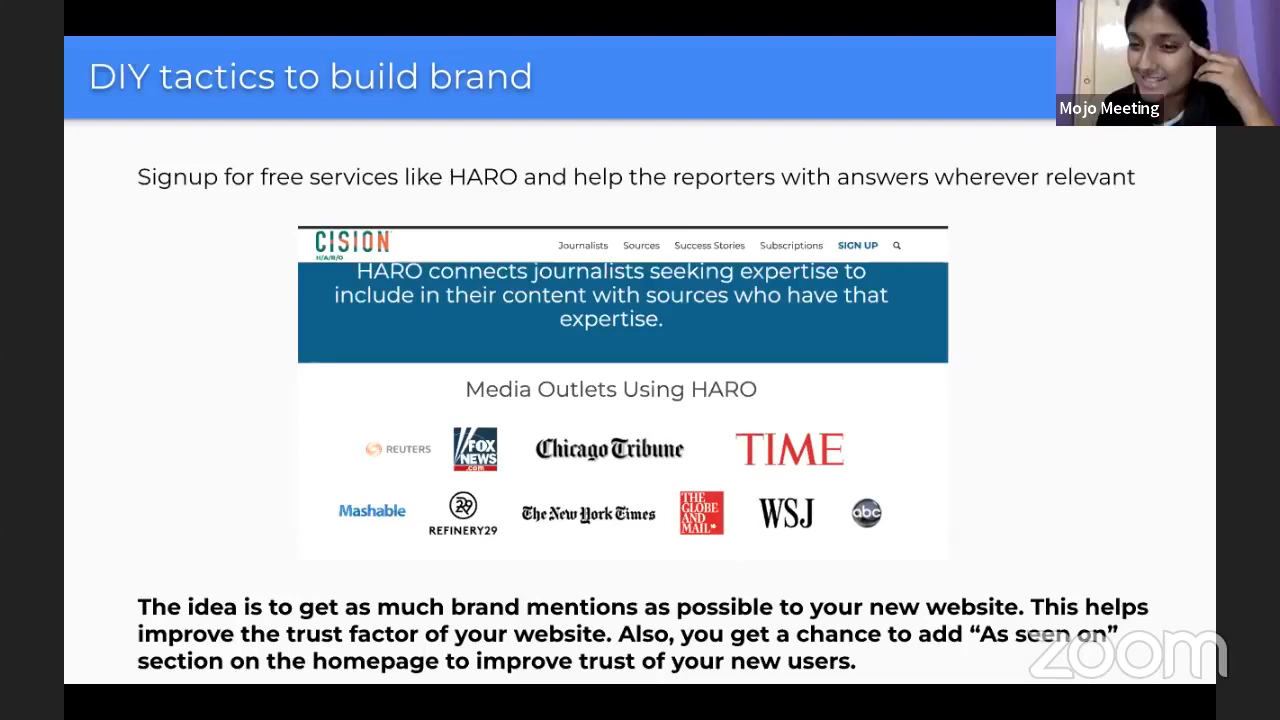 DIY tactics to build brand
Mojo Meeting
Signup for free services like HARO and help the reporters with answers wherever relevant
CISION
H/A/R/O
Journalists Sources Success Stories Subscriptions SIGN UP
HARO connects journalists seeking expertise to
include in their content with sources who have that
expertise.
Media Outlets Using HARO
REUTERS
FOX
NEWS
.com
Chicago Tribune
TIME
Mashable
29
REFINERY29
The New York Times
THE
GLOBE
AND
MAIL
WSJ
abc
The idea is to get as much brand mentions as possible to your new website. This helps
improve the trust factor of your website. Also, you get a chance to add “As seen on”
section on the homepage to improve trust of your new users.
zoom